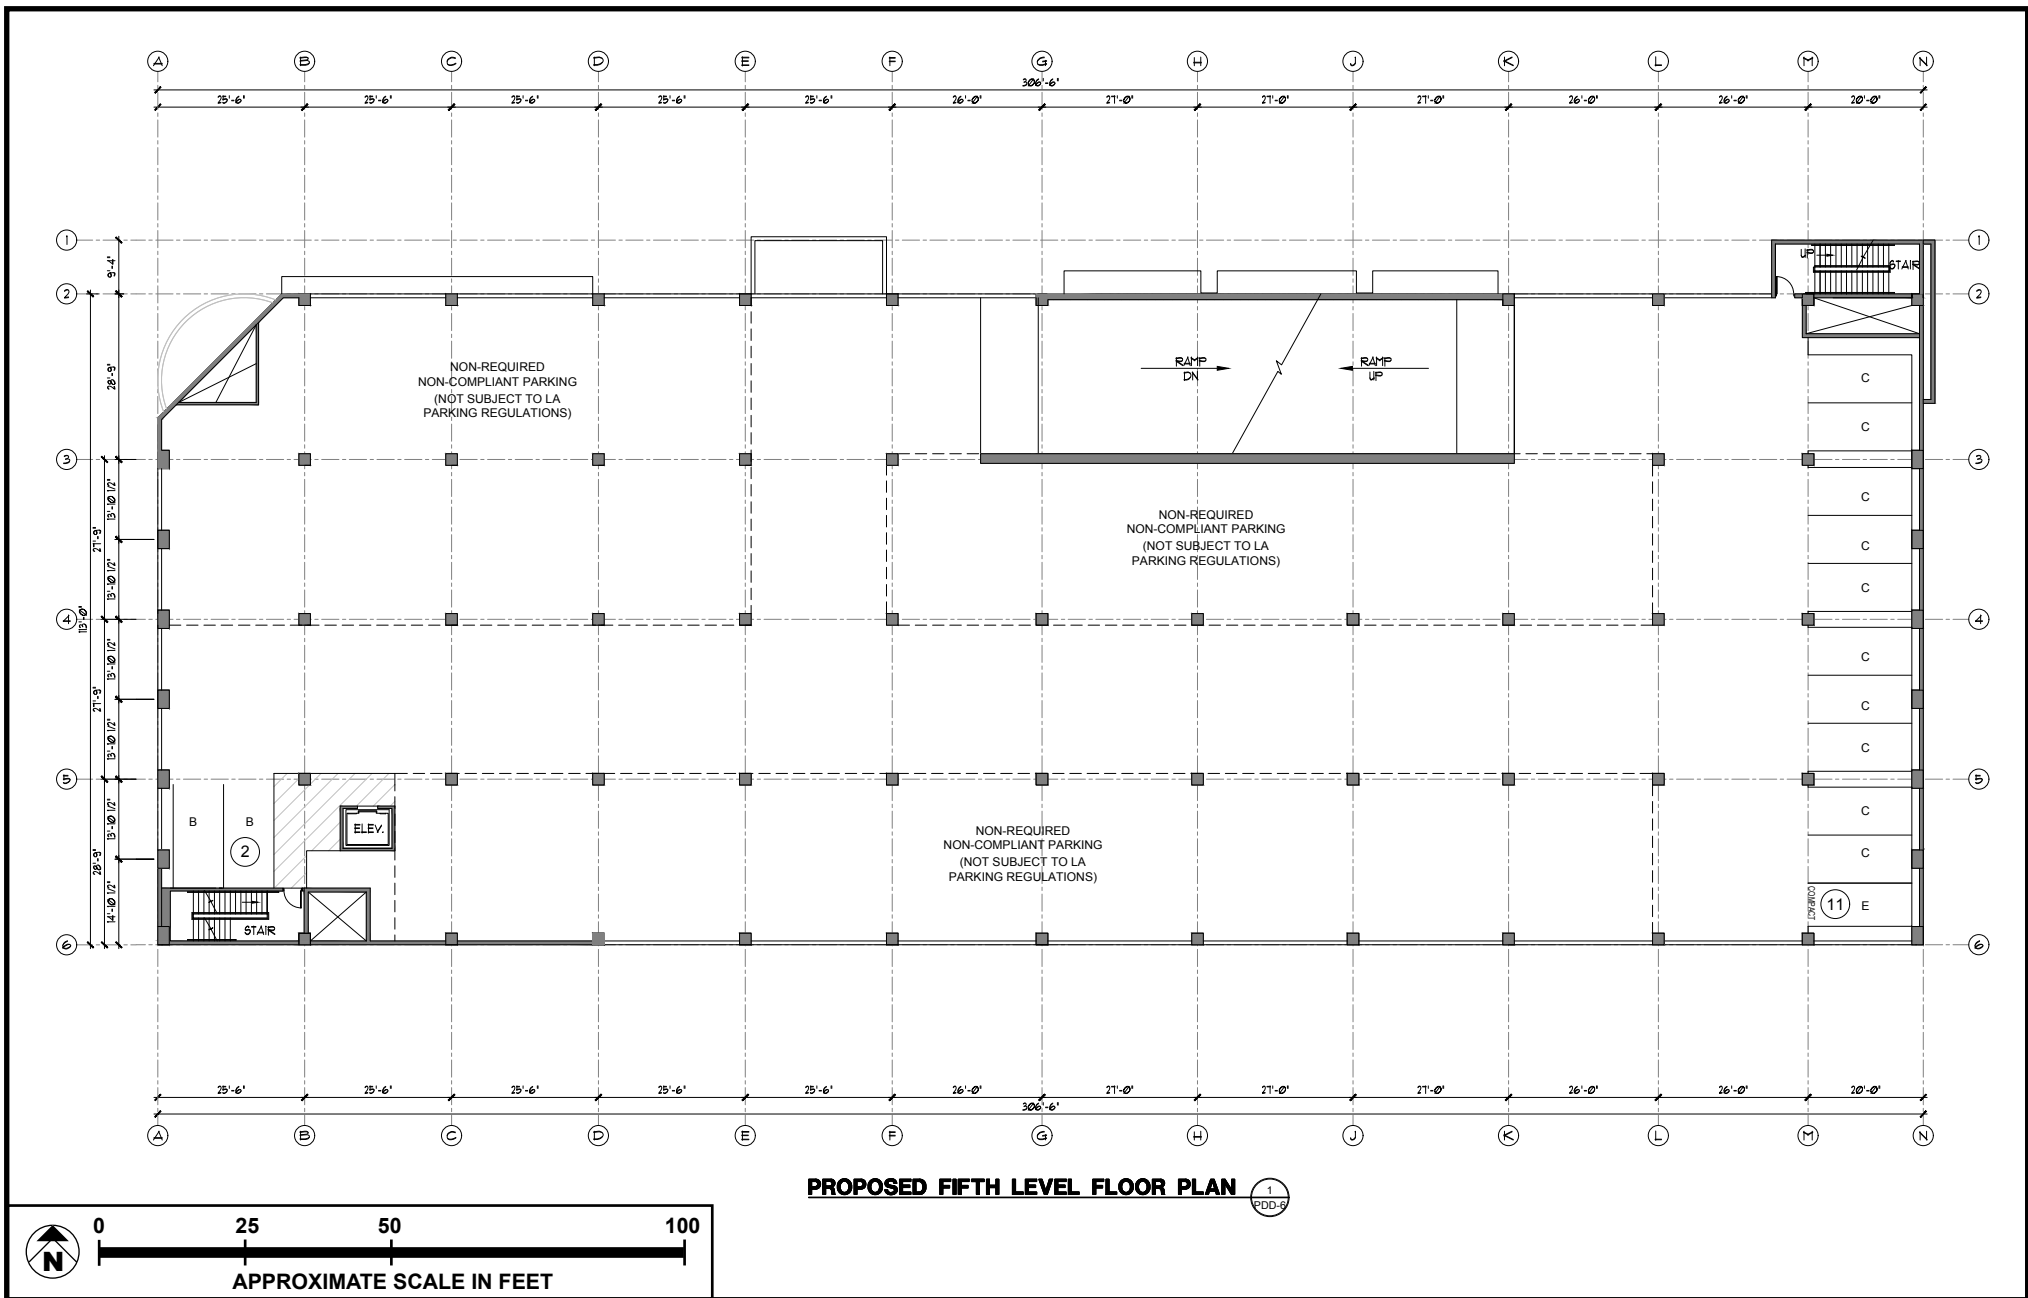 A B C D E F G H J K L M N
306'-6"
25'-6" 25'-6" 25'-6" 25'-6" 25'-6" 26'-0" 27'-0" 27'-0" 27'-0" 26'-0" 26'-0" 20'-0"
1 1
9'-4"
UP
STAIR
2 2
28'-9"
NON-REQUIRED
NON-COMPLIANT PARKING
(NOT SUBJECT TO LA
PARKING REGULATIONS)
RAMP
DN
RAMP
UP
C
C
3 3
13'-10 1/2"
27'-9"
13'-10 1/2"
NON-REQUIRED
NON-COMPLIANT PARKING
(NOT SUBJECT TO LA
PARKING REGULATIONS)
C
C
C
4 4
113'-0"
13'-10 1/2"
27'-9"
13'-10 1/2"
C
C
C
5 5
13'-10 1/2"
28'-9"
14'-10 1/2"
B B
2
ELEV.
STAIR
NON-REQUIRED
NON-COMPLIANT PARKING
(NOT SUBJECT TO LA
PARKING REGULATIONS)
C
C
COMPACT
11 E
6 6
25'-6" 25'-6" 25'-6" 25'-6" 25'-6" 26'-0" 27'-0" 27'-0" 27'-0" 26'-0" 26'-0" 20'-0"
306'-6"
A B C D E F G H J K L M N
PROPOSED FIFTH LEVEL FLOOR PLAN
1
PDD-6
N
0 25 50 100
APPROXIMATE SCALE IN FEET